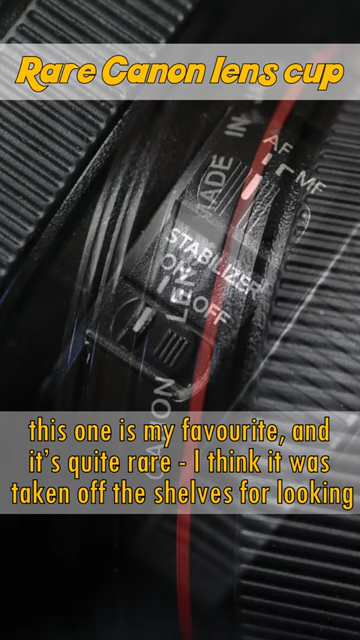 Rare Canon lens cup
AF
MF
MADE IN
STABILIZER
ON
OFF
CANON LENS
this one is my favourite, and
it's quite rare - I think it was
taken off the shelves for looking